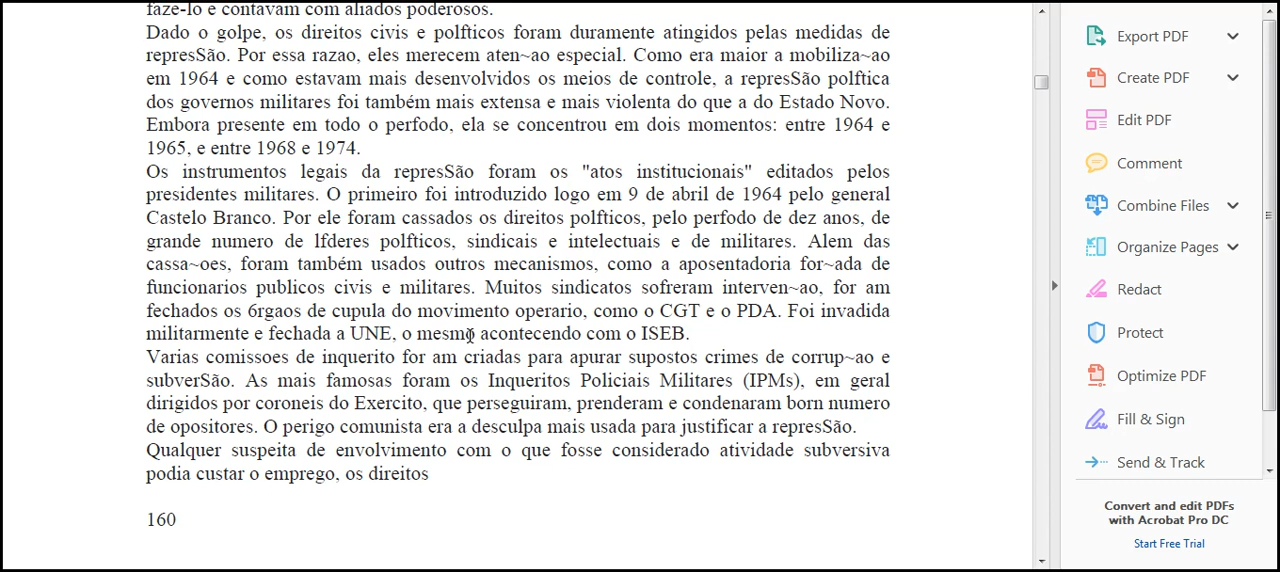 faze-lo e contavam com aliados poderosos.
Dado o golpe, os direitos civis e polfticos foram duramente atingidos pelas medidas de
represSão. Por essa razao, eles merecem aten~ao especial. Como era maior a mobiliza~ao
em 1964 e como estavam mais desenvolvidos os meios de controle, a represSão polftica
dos governos militares foi também mais extensa e mais violenta do que a do Estado Novo.
Embora presente em todo o perfodo, ela se concentrou em dois momentos: entre 1964 e
1965, e entre 1968 e 1974.
Os instrumentos legais da represSão foram os "atos institucionais" editados pelos
presidentes militares. O primeiro foi introduzido logo em 9 de abril de 1964 pelo general
Castelo Branco. Por ele foram cassados os direitos polfticos, pelo perfodo de dez anos, de
grande numero de lfderes polfticos, sindicais e intelectuais e de militares. Alem das
cassa~oes, foram também usados outros mecanismos, como a aposentadoria for~ada de
funcionarios publicos civis e militares. Muitos sindicatos sofreram interven~ao, for am
fechados os 6rgaos de cupula do movimento operario, como o CGT e o PDA. Foi invadida
militarmente e fechada a UNE, o mesmo acontecendo com o ISEB.
Varias comissoes de inquerito for am criadas para apurar supostos crimes de corrup~ao e
subverSão. As mais famosas foram os Inqueritos Policiais Militares (IPMs), em geral
dirigidos por coroneis do Exercito, que perseguiram, prenderam e condenaram born numero
de opositores. O perigo comunista era a desculpa mais usada para justificar a represSão.
Qualquer suspeita de envolvimento com o que fosse considerado atividade subversiva
podia custar o emprego, os direitos
160
Export PDF
Create PDF
Edit PDF
Comment
Combine Files
Organize Pages
Redact
Protect
Optimize PDF
Fill & Sign
Send & Track
Convert and edit PDFs
with Acrobat Pro DC
Start Free Trial